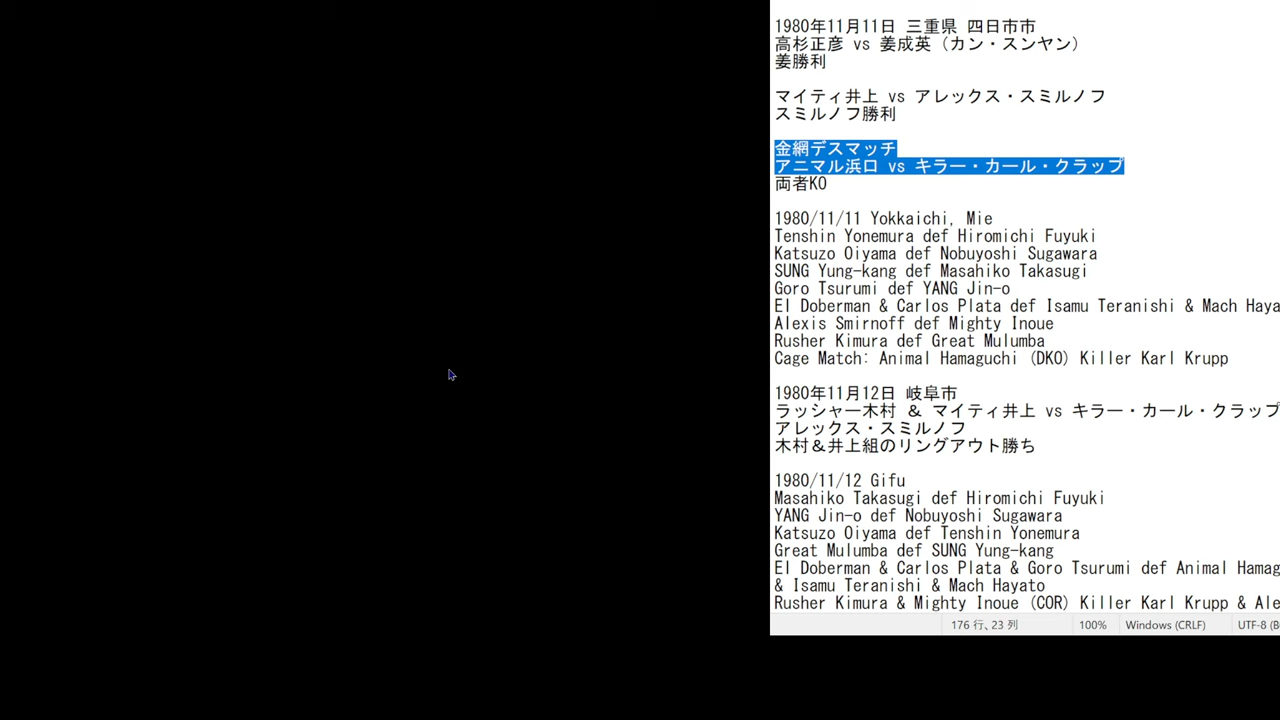 1980年11月11日 三重県 四日市市
高杉正彦 vs 姜成英（カン・スンヤン）
姜勝利
マイティ井上 vs アレックス・スミルノフ
スミルノフ勝利
金網デスマッチ
アニマル浜口 vs キラー・カール・クラップ
両者KO
1980/11/11 Yokkaichi, Mie
Tenshin Yonemura def Hiromichi Fuyuki
Katsuzo Oiyama def Nobuyoshi Sugawara
SUNG Yung-kang def Masahiko Takasugi
Goro Tsurumi def YANG Jin-o
El Doberman & Carlos Plata def Isamu Teranishi & Mach Haya
Alexis Smirnoff def Mighty Inoue
Rusher Kimura def Great Mulumba
Cage Match: Animal Hamaguchi (DKO) Killer Karl Krupp
1980年11月12日 岐阜市
ラッシャー木村 ＆ マイティ井上 vs キラー・カール・クラップ
アレックス・スミルノフ
木村＆井上組のリングアウト勝ち
1980/11/12 Gifu
Masahiko Takasugi def Hiromichi Fuyuki
YANG Jin-o def Nobuyoshi Sugawara
Katsuzo Oiyama def Tenshin Yonemura
Great Mulumba def SUNG Yung-kang
El Doberman & Carlos Plata & Goro Tsurumi def Animal Hamag
& Isamu Teranishi & Mach Hayato
Rusher Kimura & Mighty Inoue (COR) Killer Karl Krupp & Ale
176 行、23 列 100% Windows (CRLF) UTF-8 (B